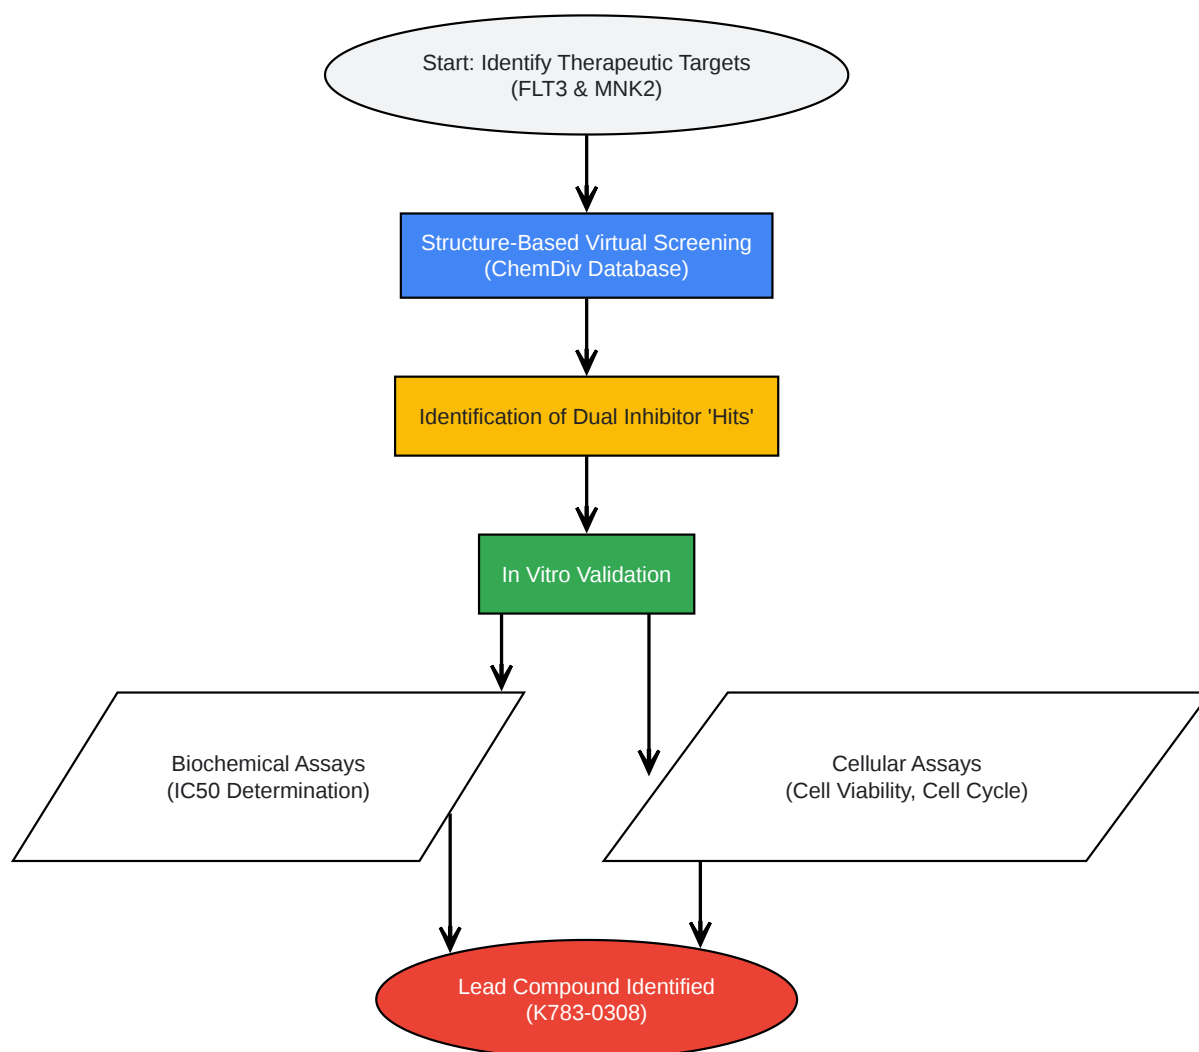 Start: Identify Therapeutic Targets
(FLT3 & MNK2)
Structure-Based Virtual Screening
(ChemDiv Database)
Identification of Dual Inhibitor 'Hits'
In Vitro Validation
Biochemical Assays
(IC50 Determination)
Cellular Assays
(Cell Viability, Cell Cycle)
Lead Compound Identified
(K783-0308)